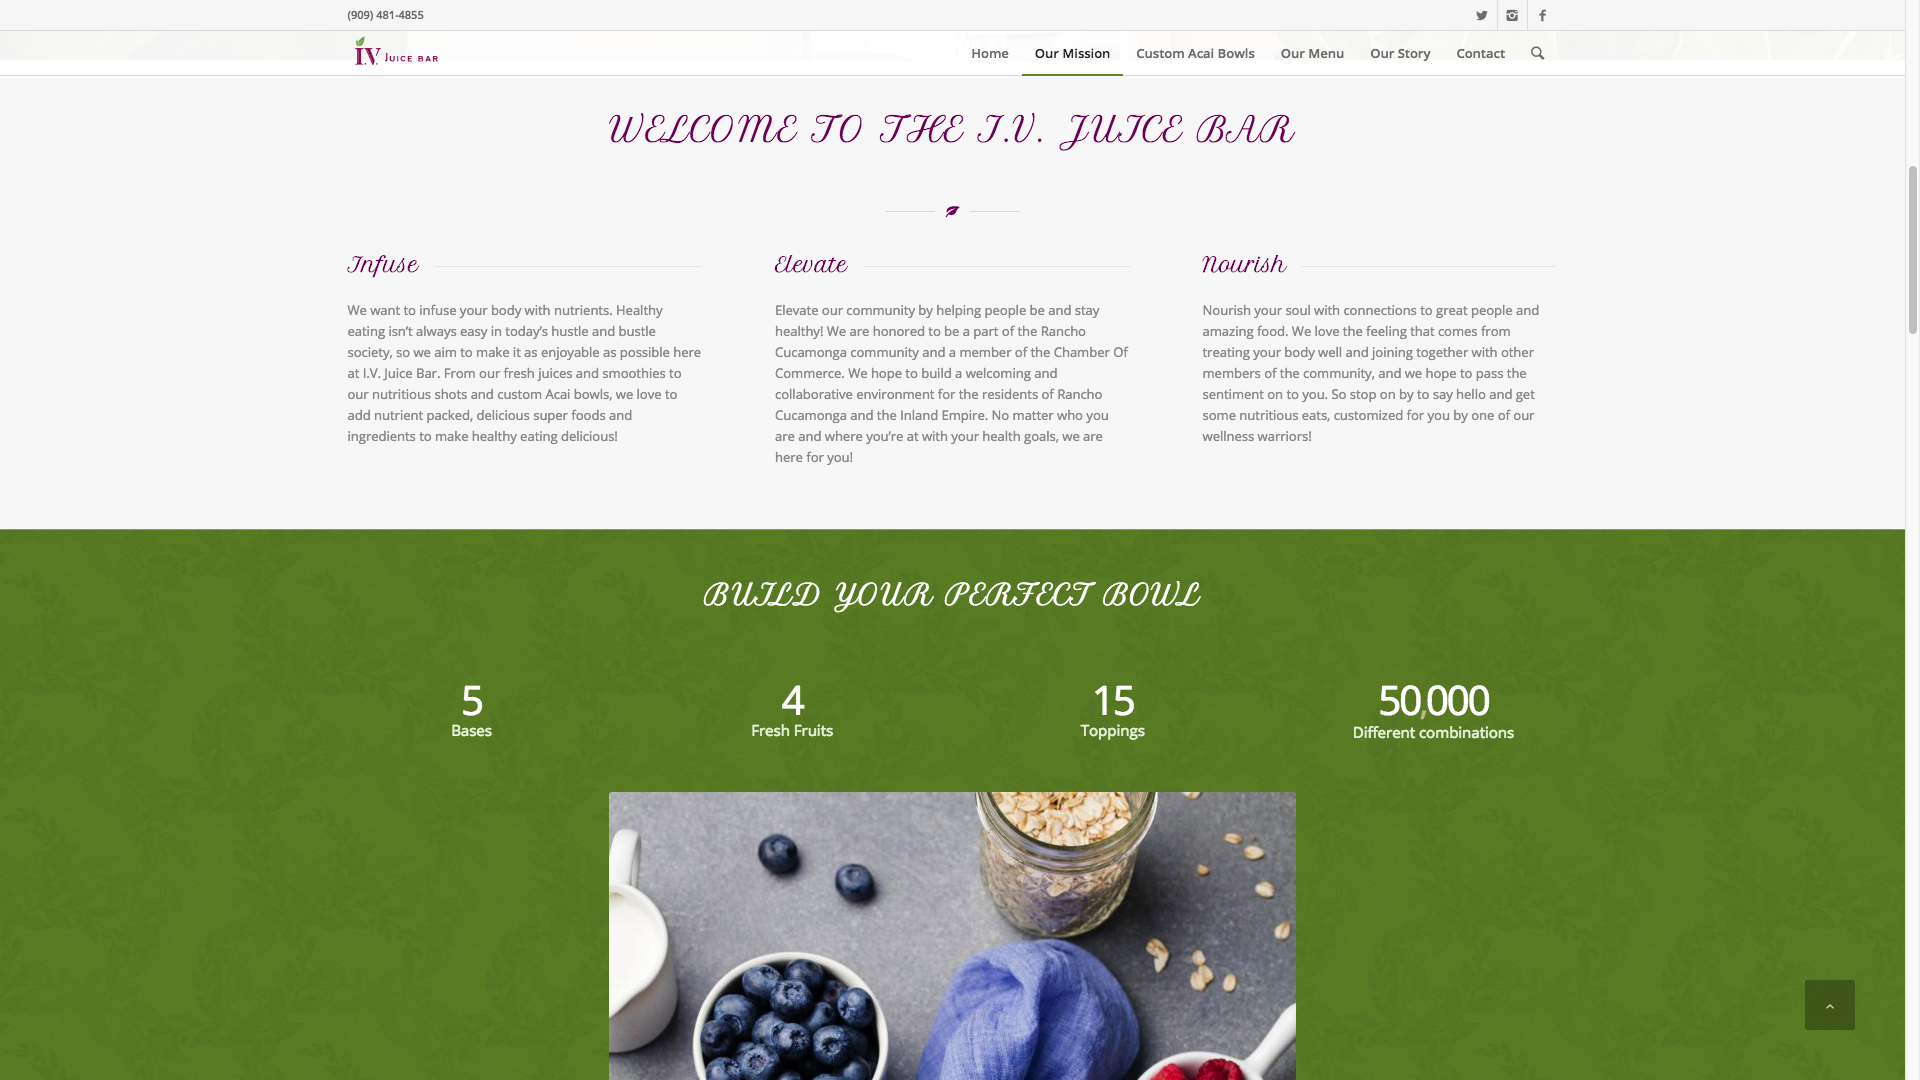 (909) 481-4855
I.V. JUICE BAR
Home Our Mission Custom Acai Bowls Our Menu Our Story Contact
WELCOME TO THE I.V. JUICE BAR
Infuse
We want to infuse your body with nutrients. Healthy
eating isn’t always easy in today’s hustle and bustle
society, so we aim to make it as enjoyable as possible here
at I.V. Juice Bar. From our fresh juices and smoothies to
our nutritious shots and custom Acai bowls, we love to
add nutrient packed, delicious super foods and
ingredients to make healthy eating delicious!
Elevate
Elevate our community by helping people be and stay
healthy! We are honored to be a part of the Rancho
Cucamonga community and a member of the Chamber Of
Commerce. We hope to build a welcoming and
collaborative environment for the residents of Rancho
Cucamonga and the Inland Empire. No matter who you
are and where you’re at with your health goals, we are
here for you!
Nourish
Nourish your soul with connections to great people and
amazing food. We love the feeling that comes from
treating your body well and joining together with other
members of the community, and we hope to pass the
sentiment on to you. So stop on by to say hello and get
some nutritious eats, customized for you by one of our
wellness warriors!
BUILD YOUR PERFECT BOWL
5
Bases
4
Fresh Fruits
15
Toppings
50,000
Different combinations